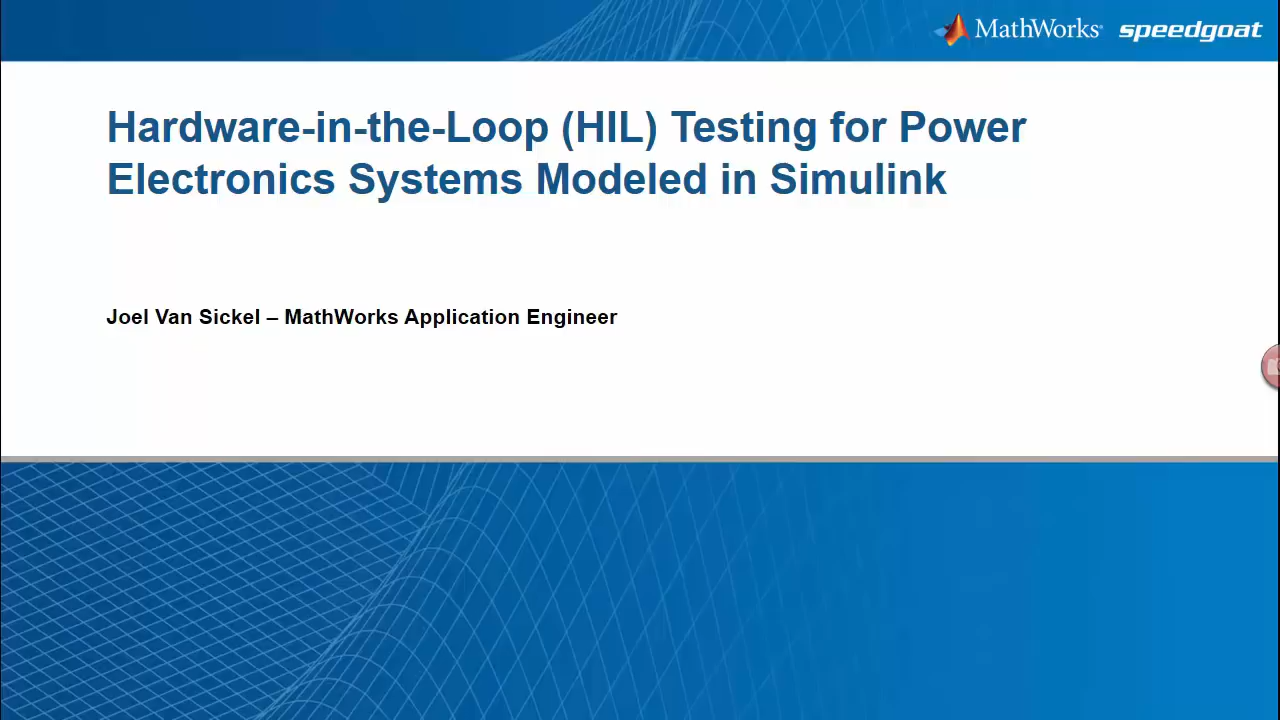 MathWorks® speedgoat
Hardware-in-the-Loop (HIL) Testing for Power
Electronics Systems Modeled in Simulink
Joel Van Sickel – MathWorks Application Engineer